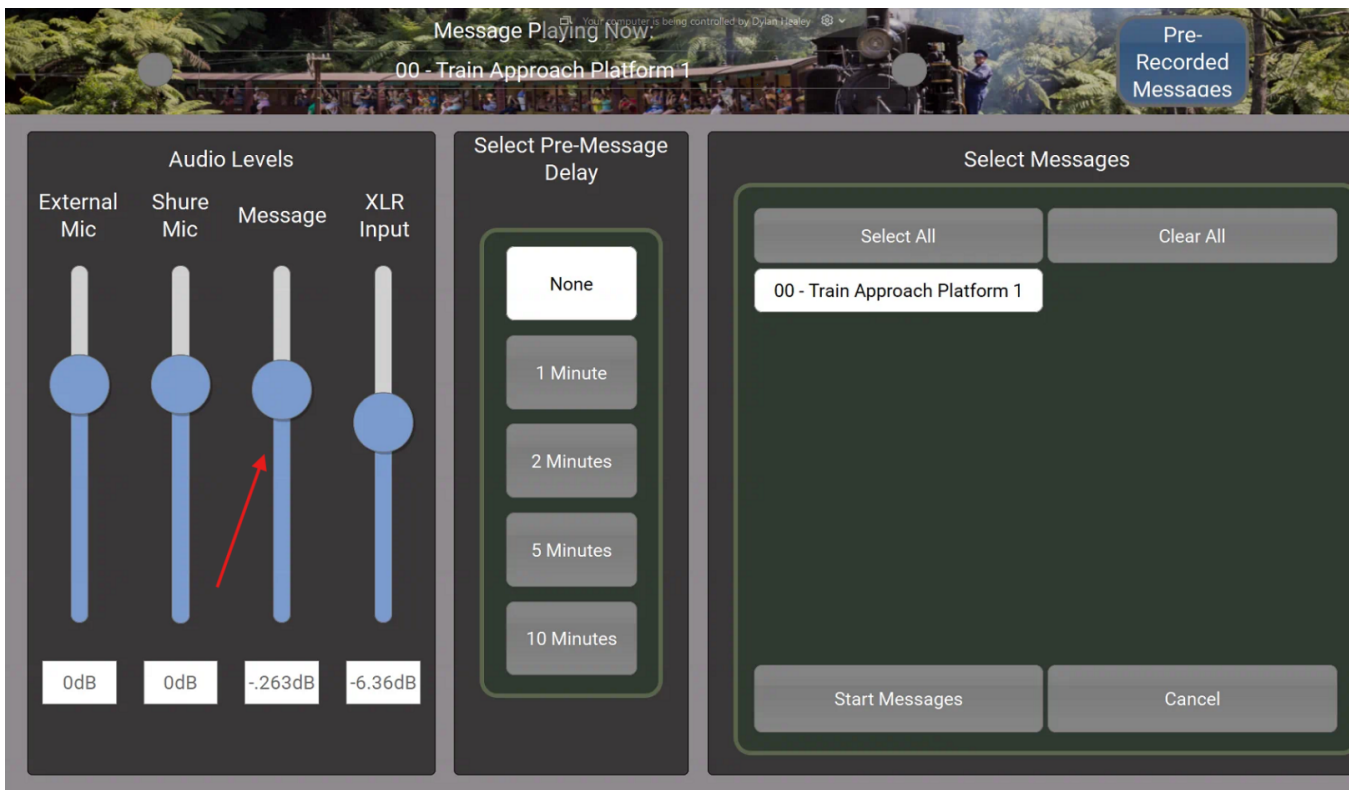 Your computer is being controlled by Dylan Healey
Message Playing Now:
00 - Train Approach Platform 1
Pre-
Recorded
Messages
Audio Levels
External
Mic
Shure
Mic
Message
XLR
Input
0dB
0dB
-.263dB
-6.36dB
Select Pre-Message
Delay
None
1 Minute
2 Minutes
5 Minutes
10 Minutes
Select Messages
Select All
Clear All
00 - Train Approach Platform 1
Start Messages
Cancel